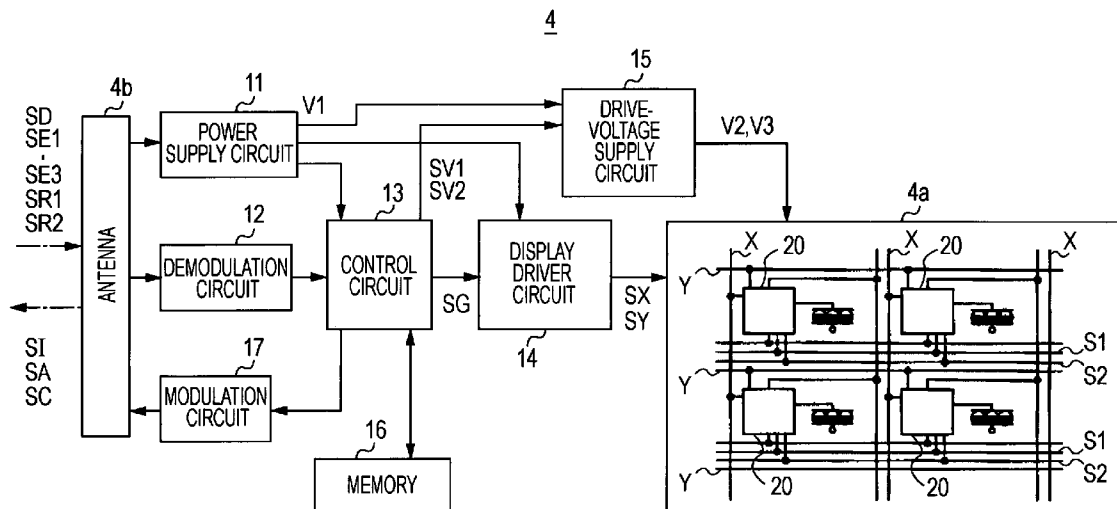 4
15
4b
11
SD
SE1
-
SE3
SR1
SR2
V1
DRIVE-
VOLTAGE
SUPPLY
CIRCUIT
V2,V3
POWER
SUPPLY CIRCUIT
SV1
SV2
ANTENNA
12
13
4a
DEMODULATION
CIRCUIT
CONTROL
CIRCUIT
DISPLAY
DRIVER
CIRCUIT
SG
SX
SY
14
SI
SA
SC
17
MODULATION
CIRCUIT
16
MEMORY
X
20
X
20
X
Y
S1
S2
Y
S1
S2
Y
20
20